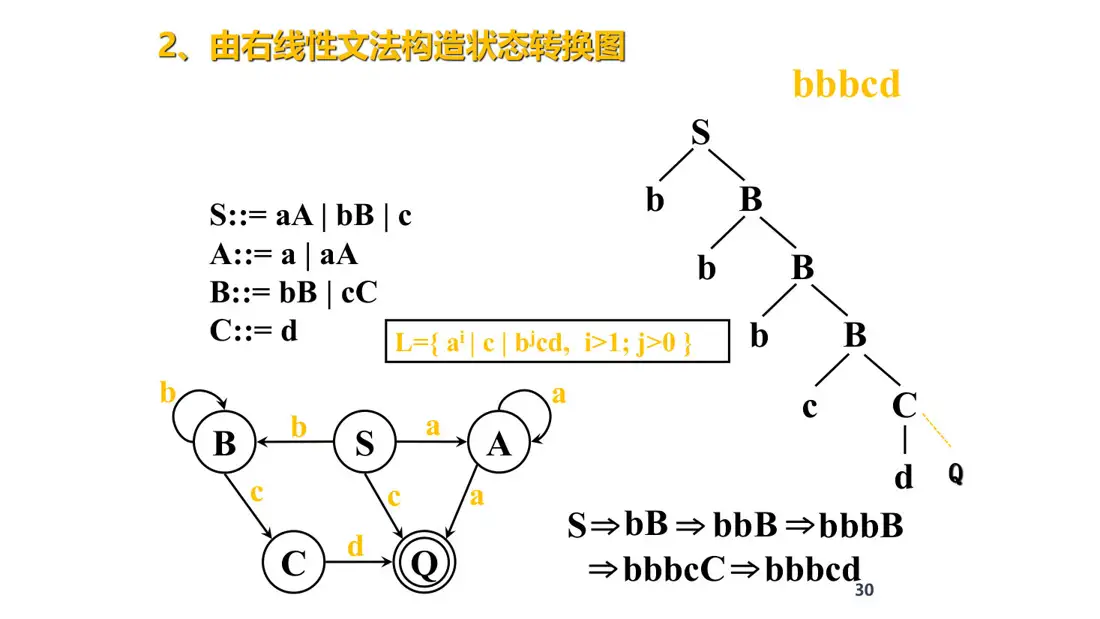 2、由右线性文法构造状态转换图
bbbcd
S::= aA | bB | c
A::= a | aA
B::= bB | cC
C::= d
L={ aⁱ | c | bʲcd, i>1; j>0 }
S
b B
b B
b B
c C
d Q
b a
B b S a A
c c a
C d Q
S⇒bB⇒bbB⇒bbbB
⇒bbbcC⇒bbbcd
30